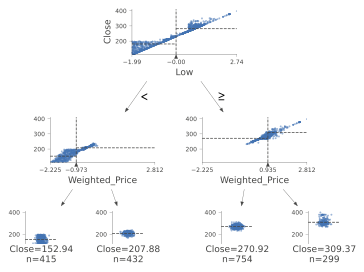 400
300
200
Close
−1.99 −0.00 2.74
Low
< ≥
400
300
200
−2.225 −0.973 2.812
Weighted_Price
400
300
200
−2.225 0.935 2.812
Weighted_Price
400
200
Close=152.94
n=415
400
200
Close=207.88
n=432
400
200
Close=270.92
n=754
400
200
Close=309.37
n=299